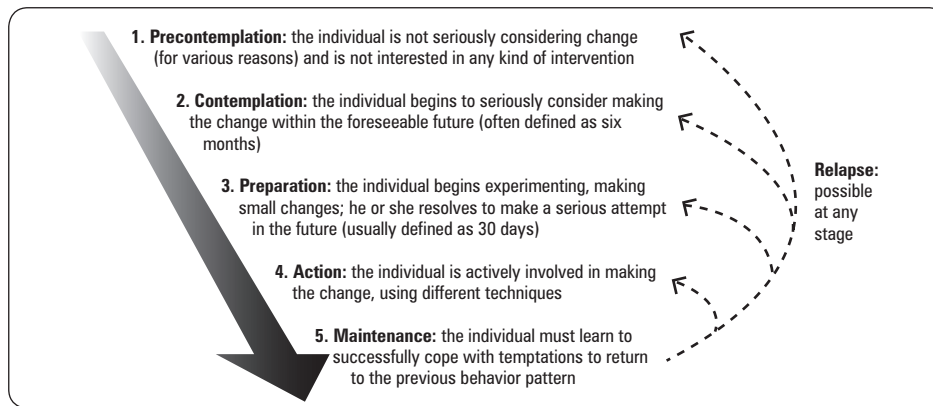 1. Precontemplation: the individual is not seriously considering change
(for various reasons) and is not interested in any kind of intervention
2. Contemplation: the individual begins to seriously consider making
the change within the foreseeable future (often defined as six
months)
3. Preparation: the individual begins experimenting, making
small changes; he or she resolves to make a serious attempt
in the future (usually defined as 30 days)
4. Action: the individual is actively involved in making
the change, using different techniques
5. Maintenance: the individual must learn to
successfully cope with temptations to return
to the previous behavior pattern
Relapse:
possible
at any
stage